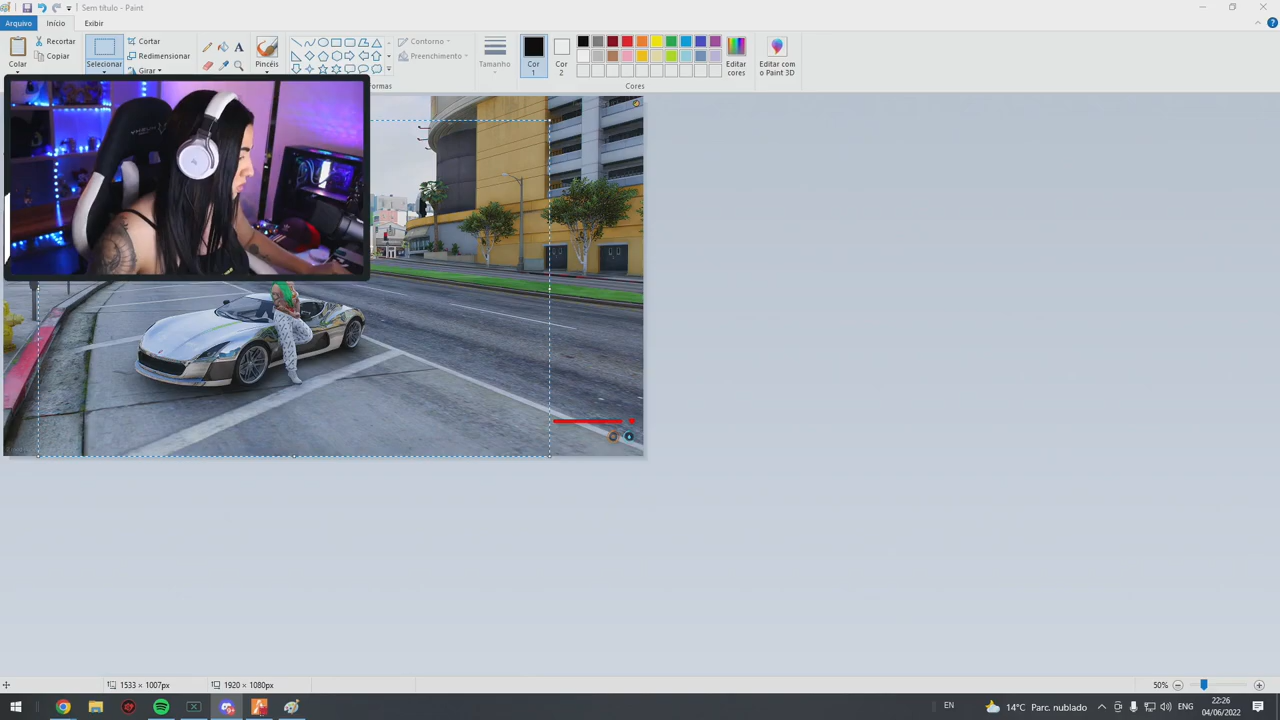 Sem título - Paint
Arquivo Início Exibir
Colar
Recortar
Copiar
Selecionar
Cortar
Redimensionar
Girar
Pincéis
Contorno
Preenchimento
Tamanho
Cor
1
Cor
2
Editar
cores
Editar com
o Paint 3D
ormas
Cores
1533 × 1007px
1920 × 1080px
50%
EN
14°C Parc. nublado
ENG
22:26
04/06/2022